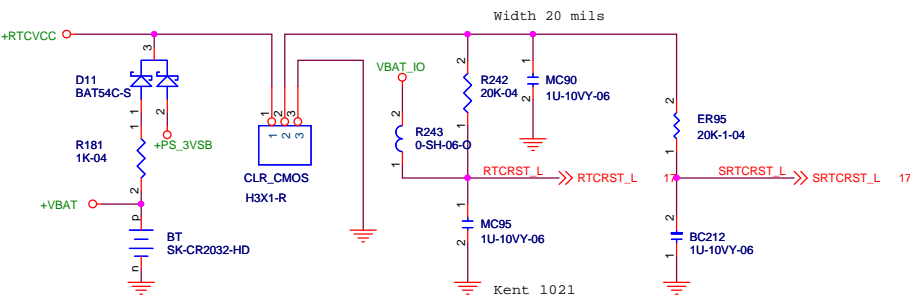 Width 20 mils
+RTCVCC
3
D11
BAT54C-S
1
2
+PS_3VSB
R181
1K-04
1
2
+VBAT
p
BT
SK-CR2032-HD
n
1
2
3
1
2
3
CLR_CMOS
H3X1-R
VBAT_IO
2
R243
0-SH-06-O
1
2
R242
20K-04
1
1
MC90
1U-10VY-06
2
RTCRST_L
RTCRST_L
17
1
MC95
1U-10VY-06
2
2
ER95
20K-1-04
1
SRTCRST_L
SRTCRST_L
17
2
BC212
1U-10VY-06
1
Kent 1021